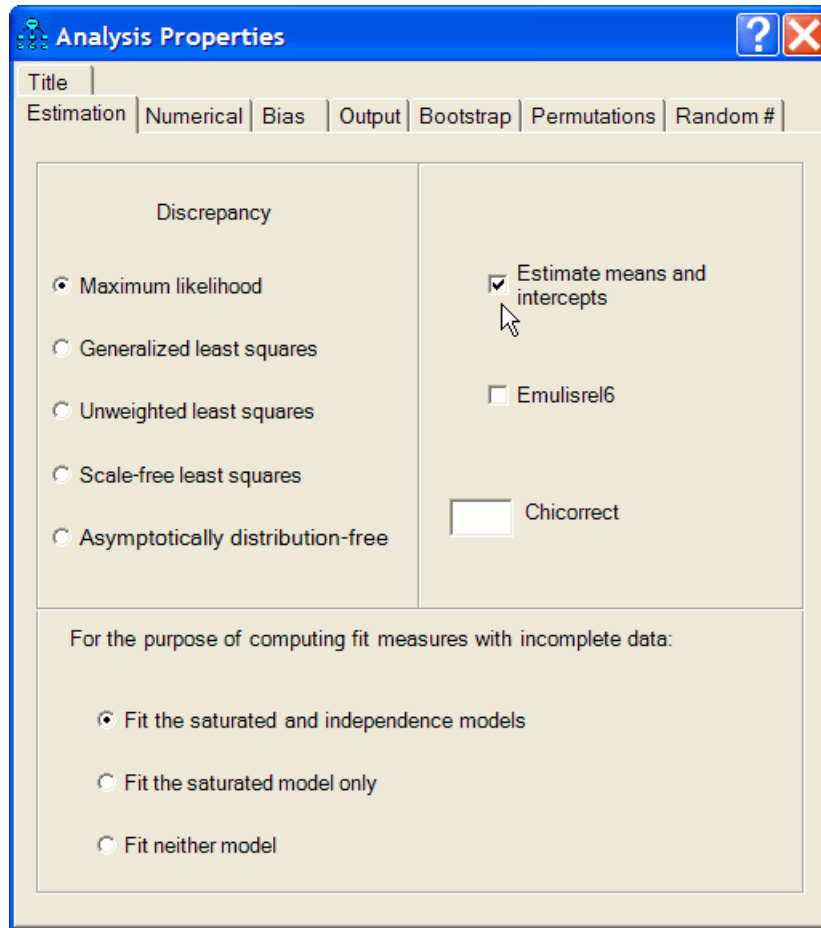 Analysis Properties
Title
Estimation Numerical Bias Output Bootstrap Permutations Random #
Discrepancy
Maximum likelihood
Generalized least squares
Unweighted least squares
Scale-free least squares
Asymptotically distribution-free
Estimate means and
intercepts
Emulisrel6
Chicorrect
For the purpose of computing fit measures with incomplete data:
Fit the saturated and independence models
Fit the saturated model only
Fit neither model